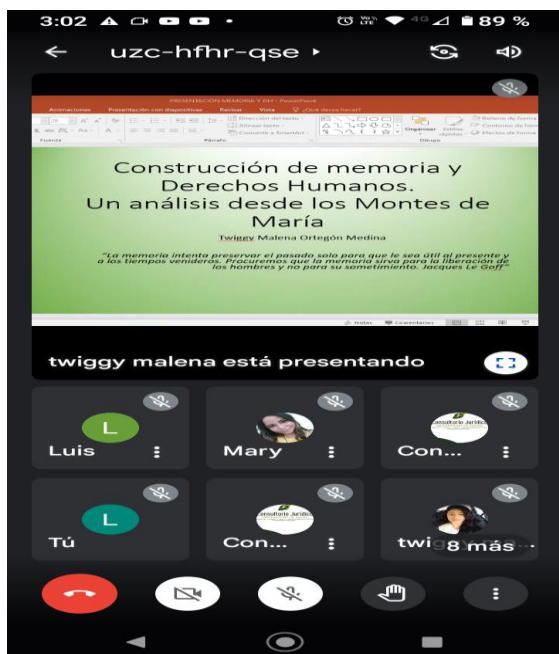 3:02 89 %
uzc-hfhr-qse
PRESENTACIÓN MEMORIA Y DH - PowerPoint
Animaciones Presentación con diapositivas Revisar Vista ¿Qué desea hacer?
Organizar Estilos rápidos
Fuente Párrafo Dibujo
Construcción de memoria y
Derechos Humanos.
Un análisis desde los Montes de
María
Twiggy Malena Ortegón Medina
"La memoria intenta preservar el pasado solo para que le sea útil al presente y
a los tiempos venideros. Procuremos que la memoria sirva para la liberación de
los hombres y no para su sometimiento. Jacques Le Goff"
Notas Comentarios
twiggy malena está presentando
L
Luis
Mary
Con...
L
Tú
Con...
twi
8 más